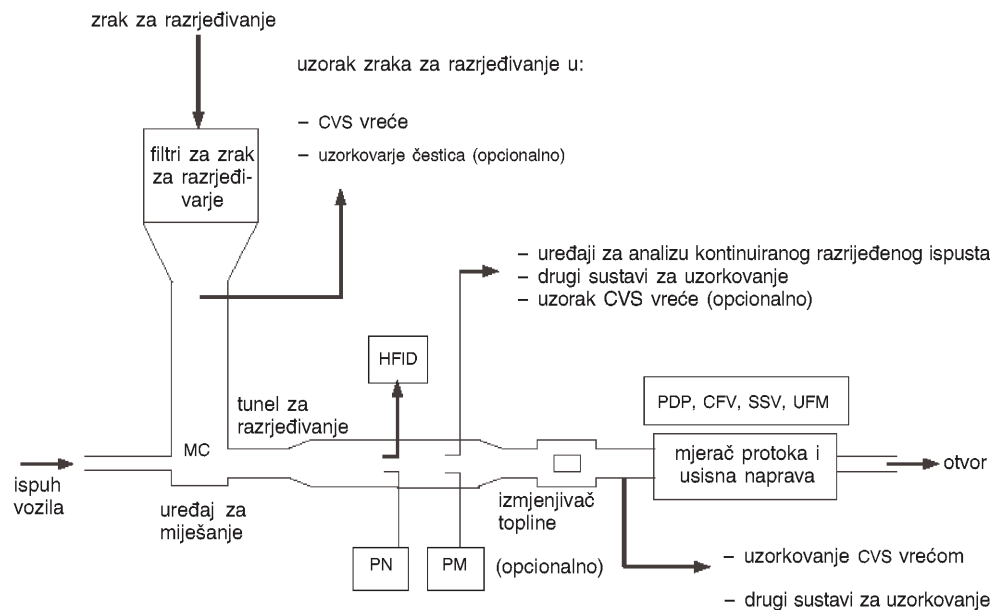 zrak za razrjeđivanje
uzorak zraka za razrjeđivanje u:
– CVS vreće
– uzorkovarje čestica (opcionalno)
filtri za zrak
za razrjeđi-
varje
– uređaji za analizu kontinuiranog razrijeđenog ispusta
– drugi sustavi za uzorkovanje
– uzorak CVS vreće (opcionalno)
HFID
tunel za
razrjeđivanje
PDP, CFV, SSV, UFM
MC
mjerač protoka i
usisna naprava
otvor
ispuh
vozila
uređaj za
miješanje
izmjenjivač
topline
PN
PM
(opcionalno)
– uzorkovanje CVS vrećom
– drugi sustavi za uzorkovanje